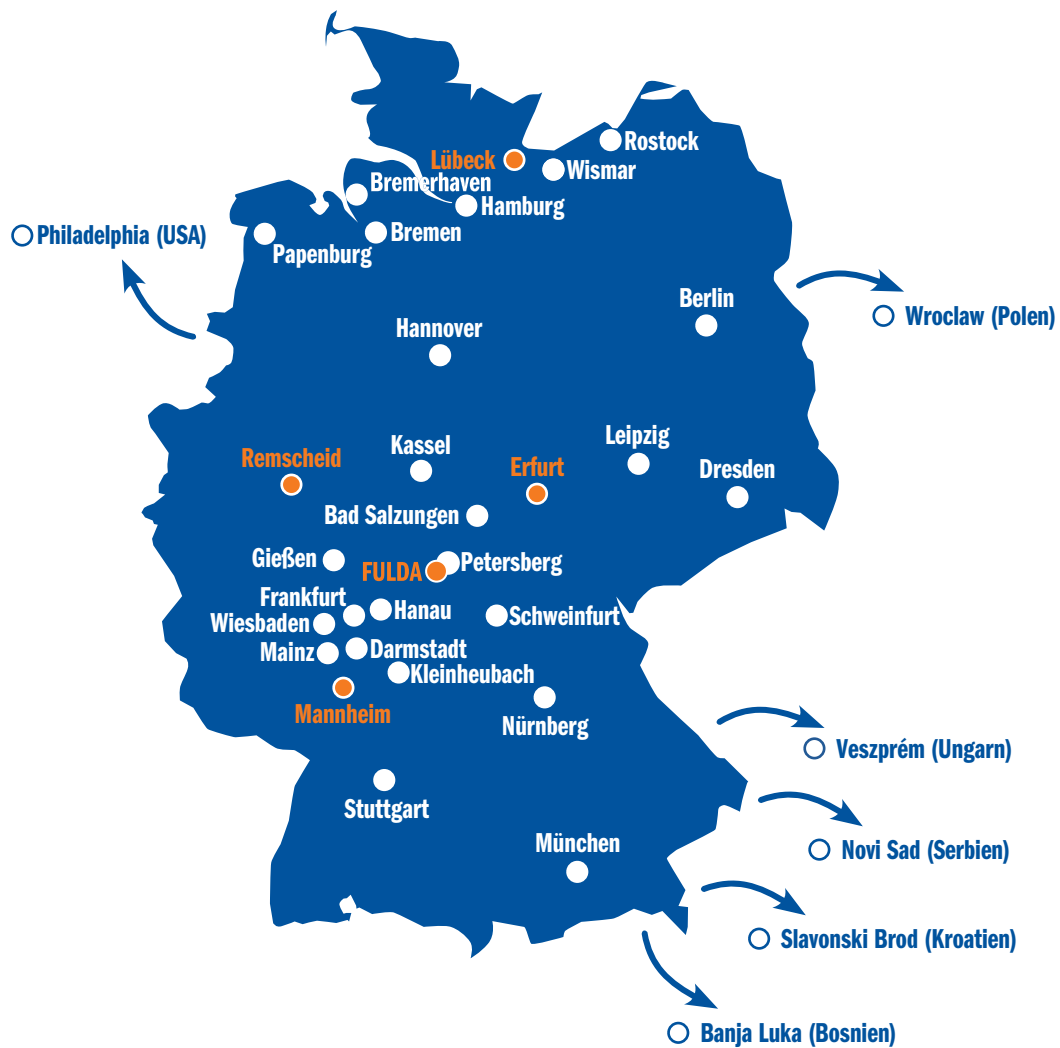 Rostock
Lübeck
Wismar
Bremerhaven
Hamburg
Philadelphia (USA)
Bremen
Papenburg
Berlin
Wroclaw (Polen)
Hannover
Kassel
Leipzig
Remscheid
Erfurt
Dresden
Bad Salzungen
Gießen
Petersberg
FULDA
Frankfurt
Hanau
Schweinfurt
Wiesbaden
Mainz
Darmstadt
Kleinheubach
Mannheim
Nürnberg
Veszprém (Ungarn)
Stuttgart
München
Novi Sad (Serbien)
Slavonski Brod (Kroatien)
Banja Luka (Bosnien)